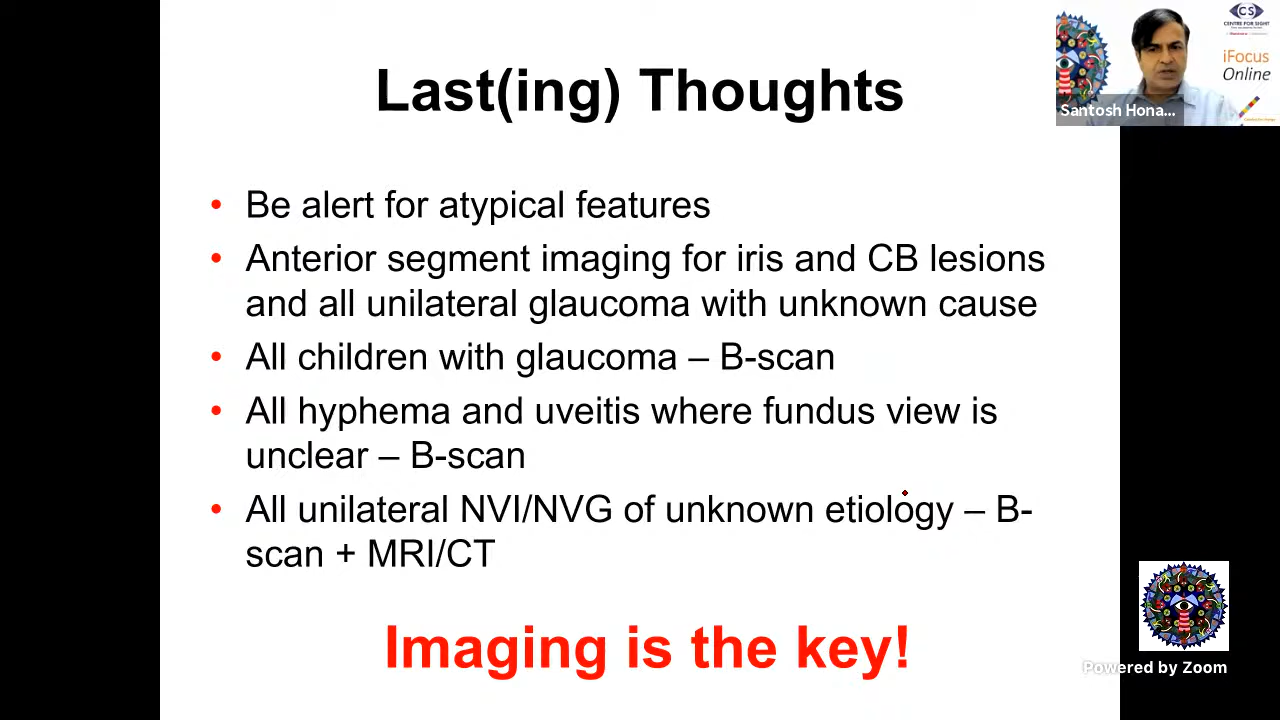 Last(ing) Thoughts
• Be alert for atypical features
• Anterior segment imaging for iris and CB lesions
and all unilateral glaucoma with unknown cause
• All children with glaucoma – B-scan
• All hyphema and uveitis where fundus view is
unclear – B-scan
• All unilateral NVI/NVG of unknown etiology – B-
scan + MRI/CT
Imaging is the key!
CS
CENTRE FOR SIGHT
iFocus
Online
Santosh Hona...
Powered by Zoom